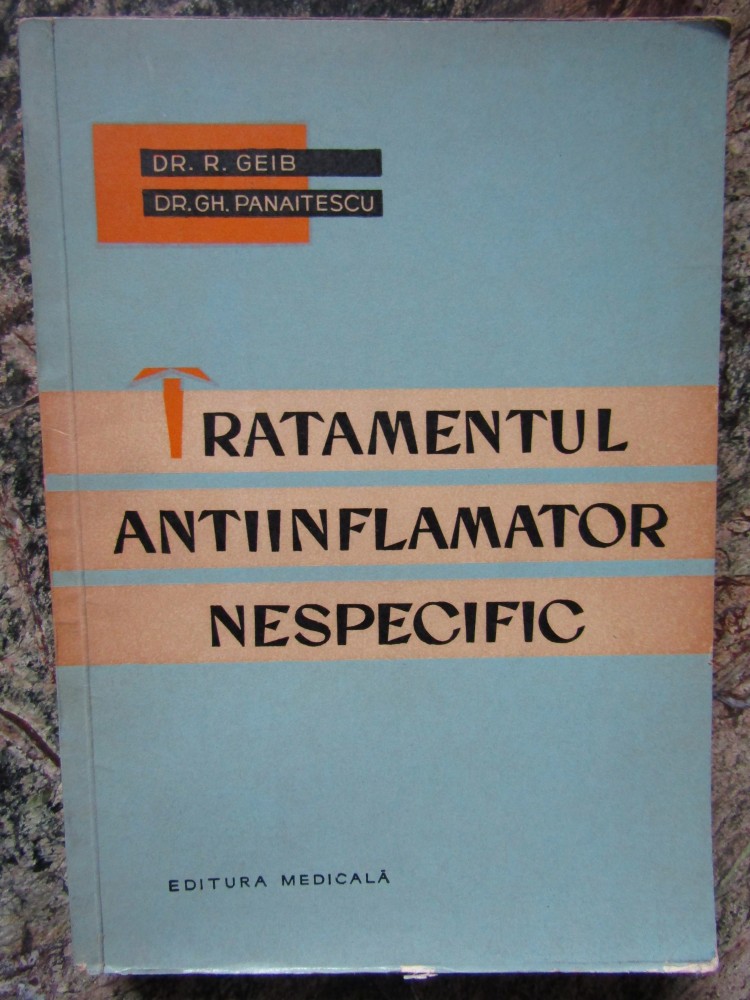 DR. R. GEIB
DR. GH. PANAITESCU
TRATAMENTUL
ANTIINFLAMATOR
NESPECIFIC
EDITURA MEDICALĂ